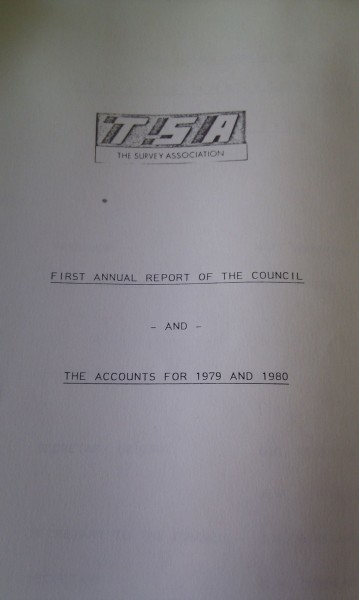 TSA
THE SURVEY ASSOCIATION
FIRST ANNUAL REPORT OF THE COUNCIL
- AND -
THE ACCOUNTS FOR 1979 AND 1980